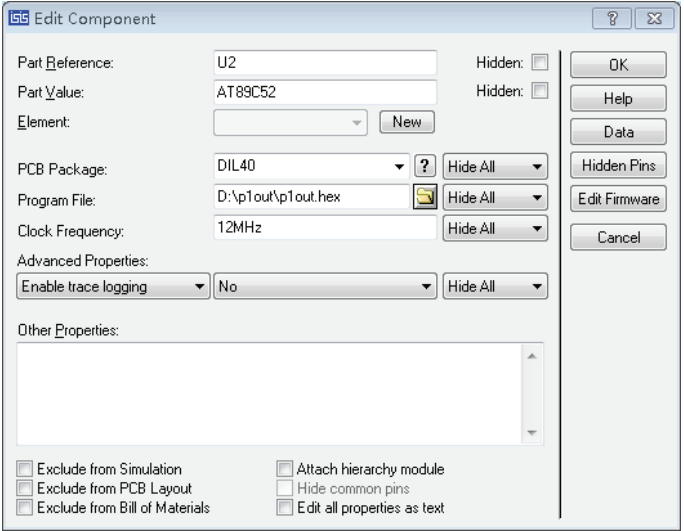 ISIS Edit Component
Part Reference: U2 Hidden: OK
Part Value: AT89C52 Hidden: Help
Element: New Data
PCB Package: DIL40 ? Hide All Hidden Pins
Program File: D:\p1out\p1out.hex Hide All Edit Firmware
Clock Frequency: 12MHz Hide All Cancel
Advanced Properties:
Enable trace logging No Hide All
Other Properties:
Exclude from Simulation Attach hierarchy module
Exclude from PCB Layout Hide common pins
Exclude from Bill of Materials Edit all properties as text